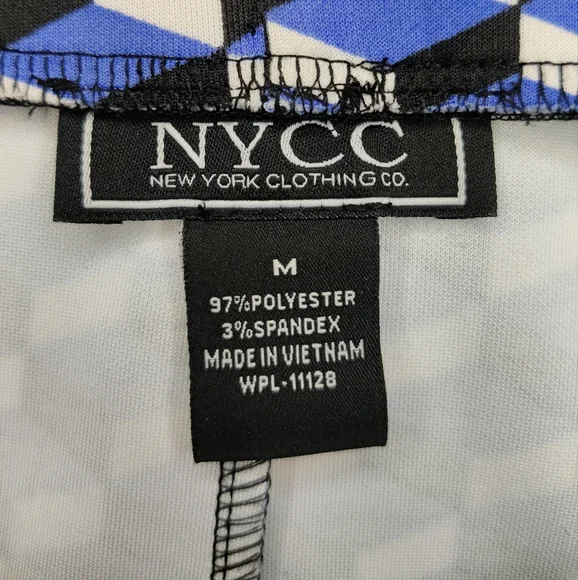 NYCC
NEW YORK CLOTHING CO.
M
97%POLYESTER
3%SPANDEX
MADE IN VIETNAM
WPL-11128